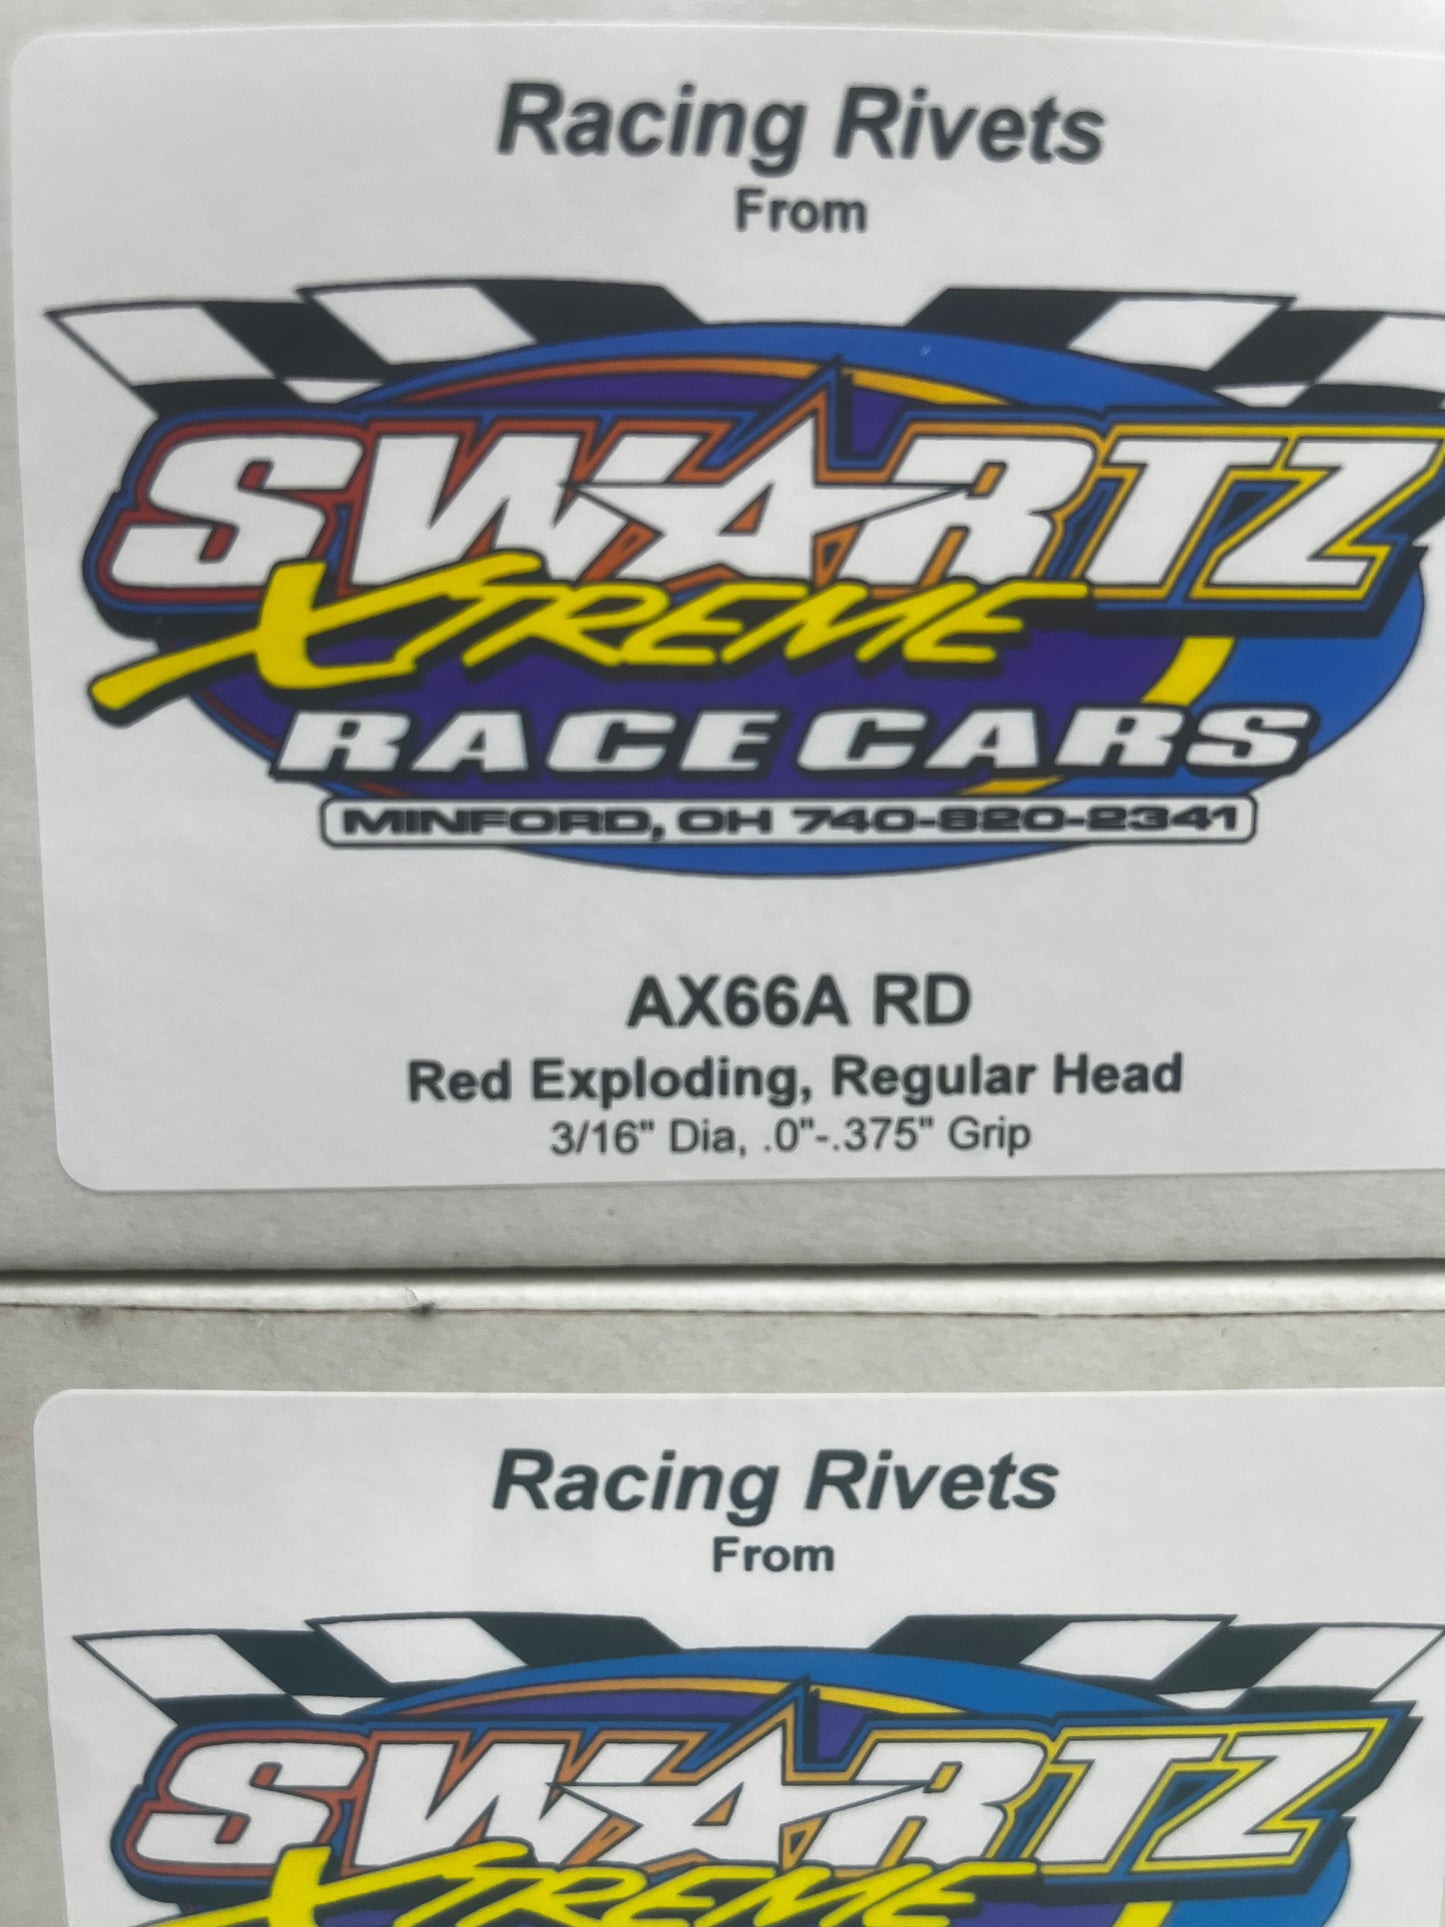 Racing Rivets
From
SWARTZ
XTREME
RACE CARS
MINFORD, OH 740-820-2341
AX66A RD
Red Exploding, Regular Head
3/16" Dia, .0"-.375" Grip
Racing Rivets
From
SWARTZ
XTREME